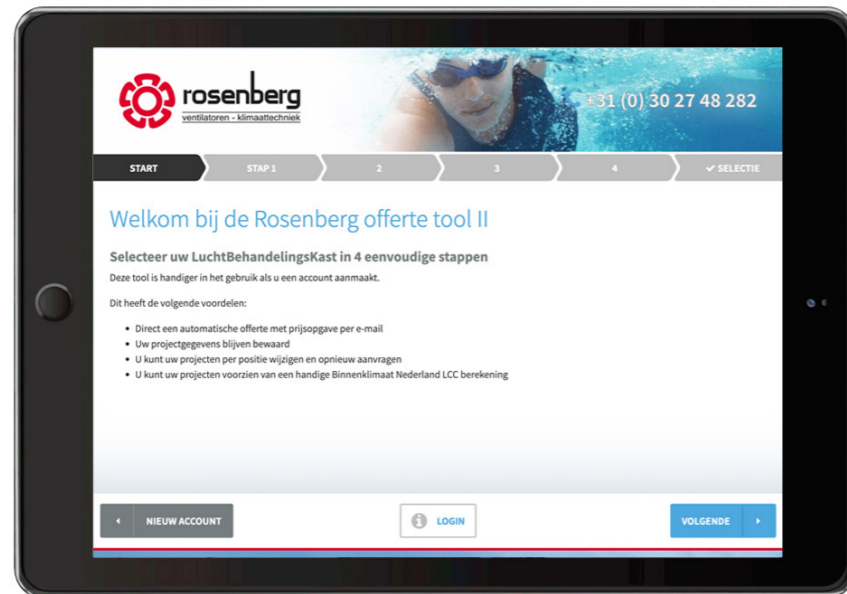 rosenberg
ventilatoren - klimaattechniek
+31 (0) 30 27 48 282
START
STAP 1
2
3
4
SELECTIE
Welkom bij de Rosenberg offerte tool II
Selecteer uw LuchtBehandelingsKast in 4 eenvoudige stappen
Deze tool is handiger in het gebruik als u een account aanmaakt.
Dit heeft de volgende voordelen:
• Direct een automatische offerte met prijsopgave per e-mail
• Uw projectgegevens blijven bewaard
• U kunt uw projecten per positie wijzigen en opnieuw aanvragen
• U kunt uw projecten voorzien van een handige Binnenklimaat Nederland LCC berekening
NIEUW ACCOUNT
LOGIN
VOLGENDE